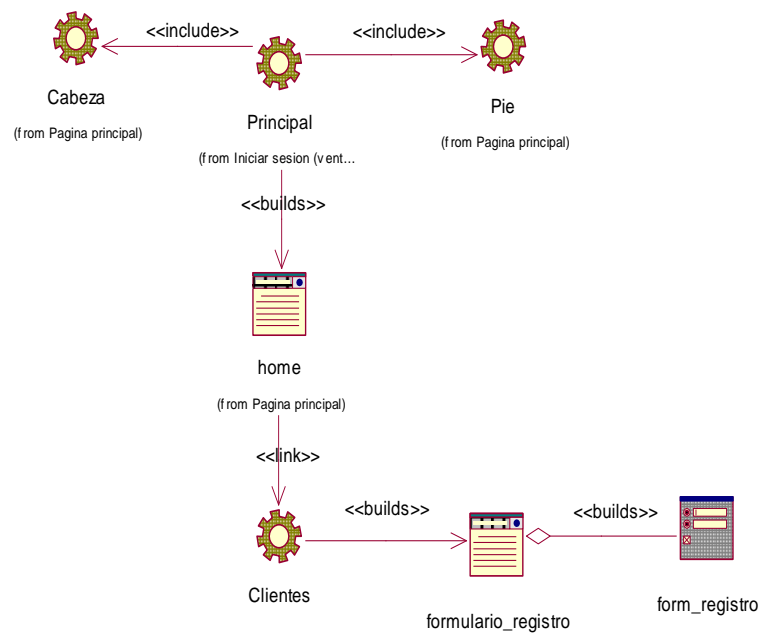 <<include>>
<<include>>
Cabeza
(from Pagina principal)
Principal
(from Iniciar sesion (vent...
Pie
(from Pagina principal)
<<builds>>
home
(from Pagina principal)
<<link>>
Clientes
<<builds>>
formulario_registro
<<builds>>
form_registro